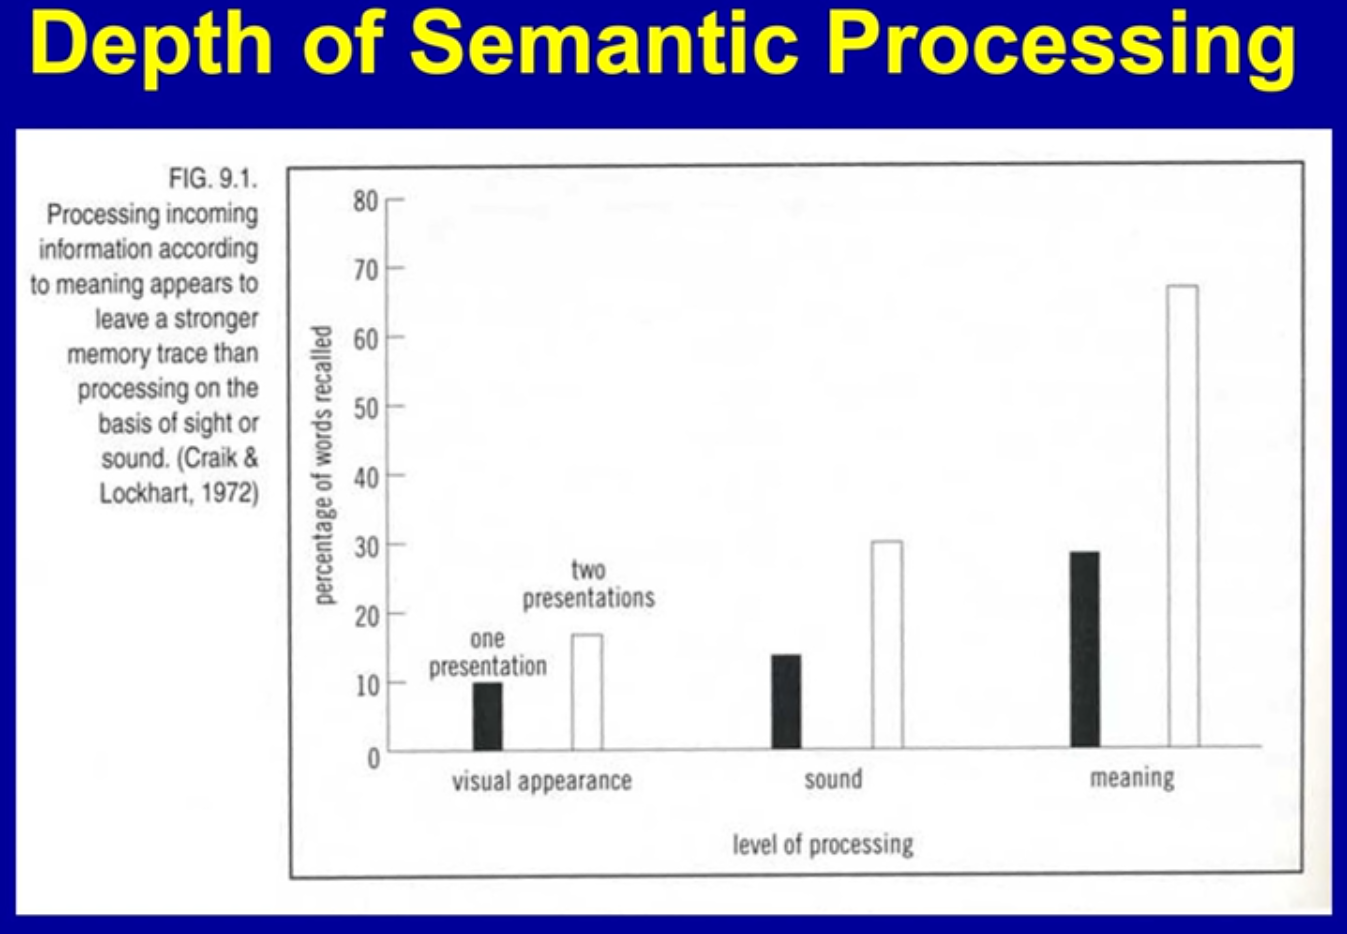 Depth of Semantic Processing
FIG. 9.1.
Processing incoming
information according
to meaning appears to
leave a stronger
memory trace than
processing on the
basis of sight or
sound. (Craik &
Lockhart, 1972)
percentage of words recalled
80
70
60
50
40
30
20
10
0
one
presentation
two
presentations
visual appearance
sound
meaning
level of processing